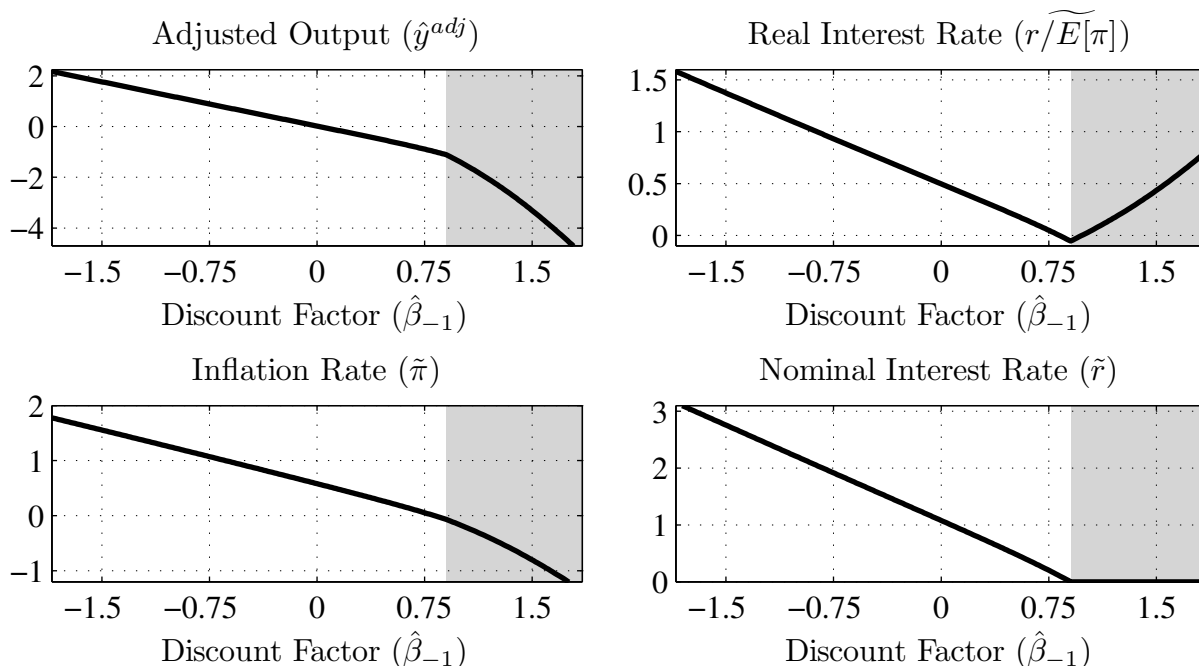 Adjusted Output (ŷ^{adj})
2
0
−2
−4
−1.5 −0.75 0 0.75 1.5
Discount Factor (β̂_{−1})
Real Interest Rate (r/E[π]~)
1.5
1
0.5
0
−1.5 −0.75 0 0.75 1.5
Discount Factor (β̂_{−1})
Inflation Rate (π̃)
2
1
0
−1
−1.5 −0.75 0 0.75 1.5
Discount Factor (β̂_{−1})
Nominal Interest Rate (r̃)
3
2
1
0
−1.5 −0.75 0 0.75 1.5
Discount Factor (β̂_{−1})